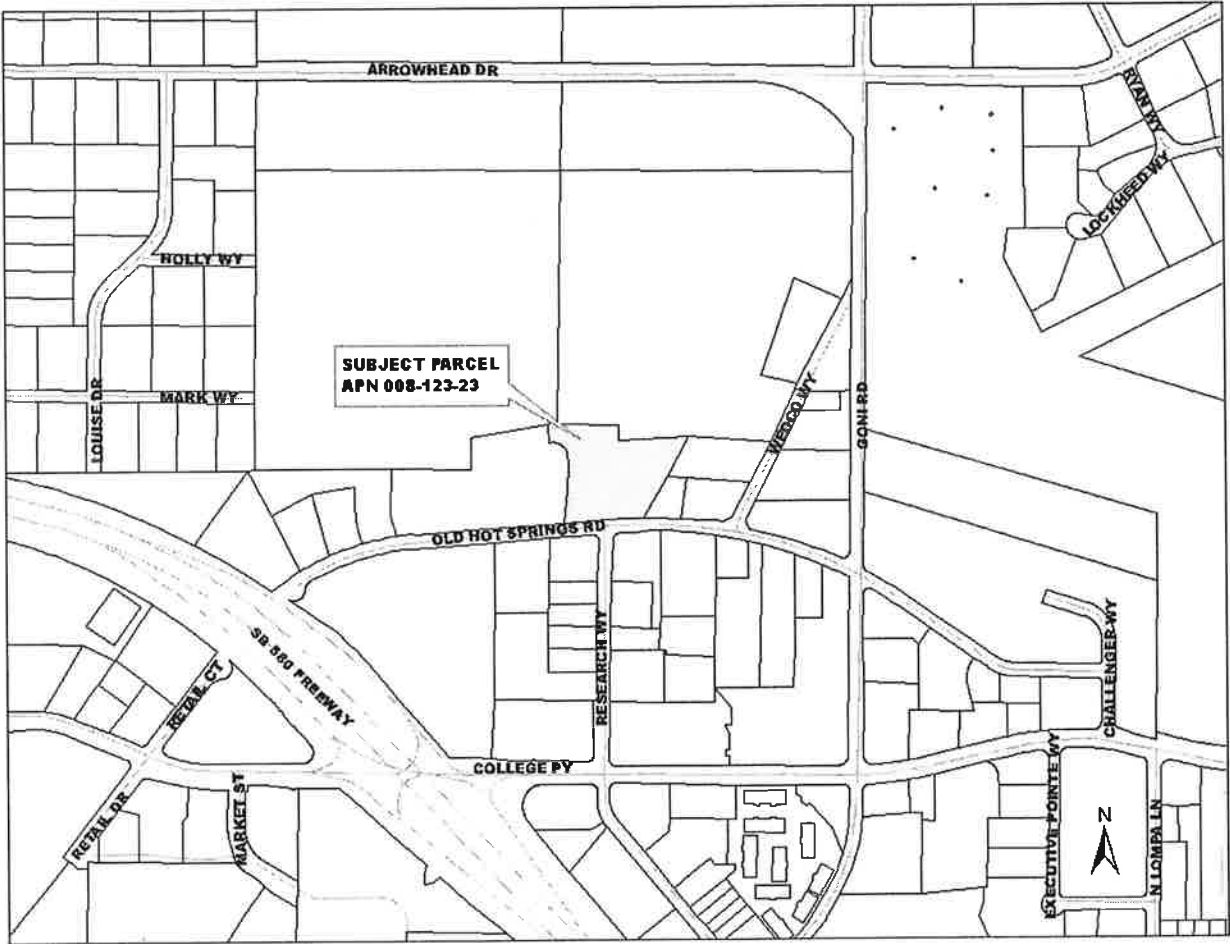 ARROWHEAD DR
RYAN WY
LOCKHEED WY
HOLLY WY
SUBJECT PARCEL
APN 008-123-23
MARK WY
LOUISE DR
WEDCO WY
GONI RD
OLD HOT SPRINGS RD
SB 580 FREEWAY
RETAIL CT
RESEARCH WY
CHALLENGER WY
COLLEGE PY
RETAIL DR
MARKET ST
EXECUTIVE POINTE WY
N
N LOMPA LN